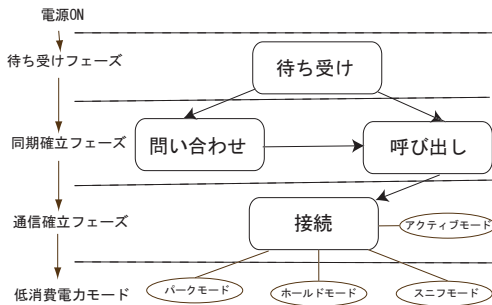 電源ON
待ち受けフェーズ
待ち受け
同期確立フェーズ
問い合わせ
呼び出し
通信確立フェーズ
接続
アクティブモード
低消費電力モード
パークモード
ホールドモード
スニフモード